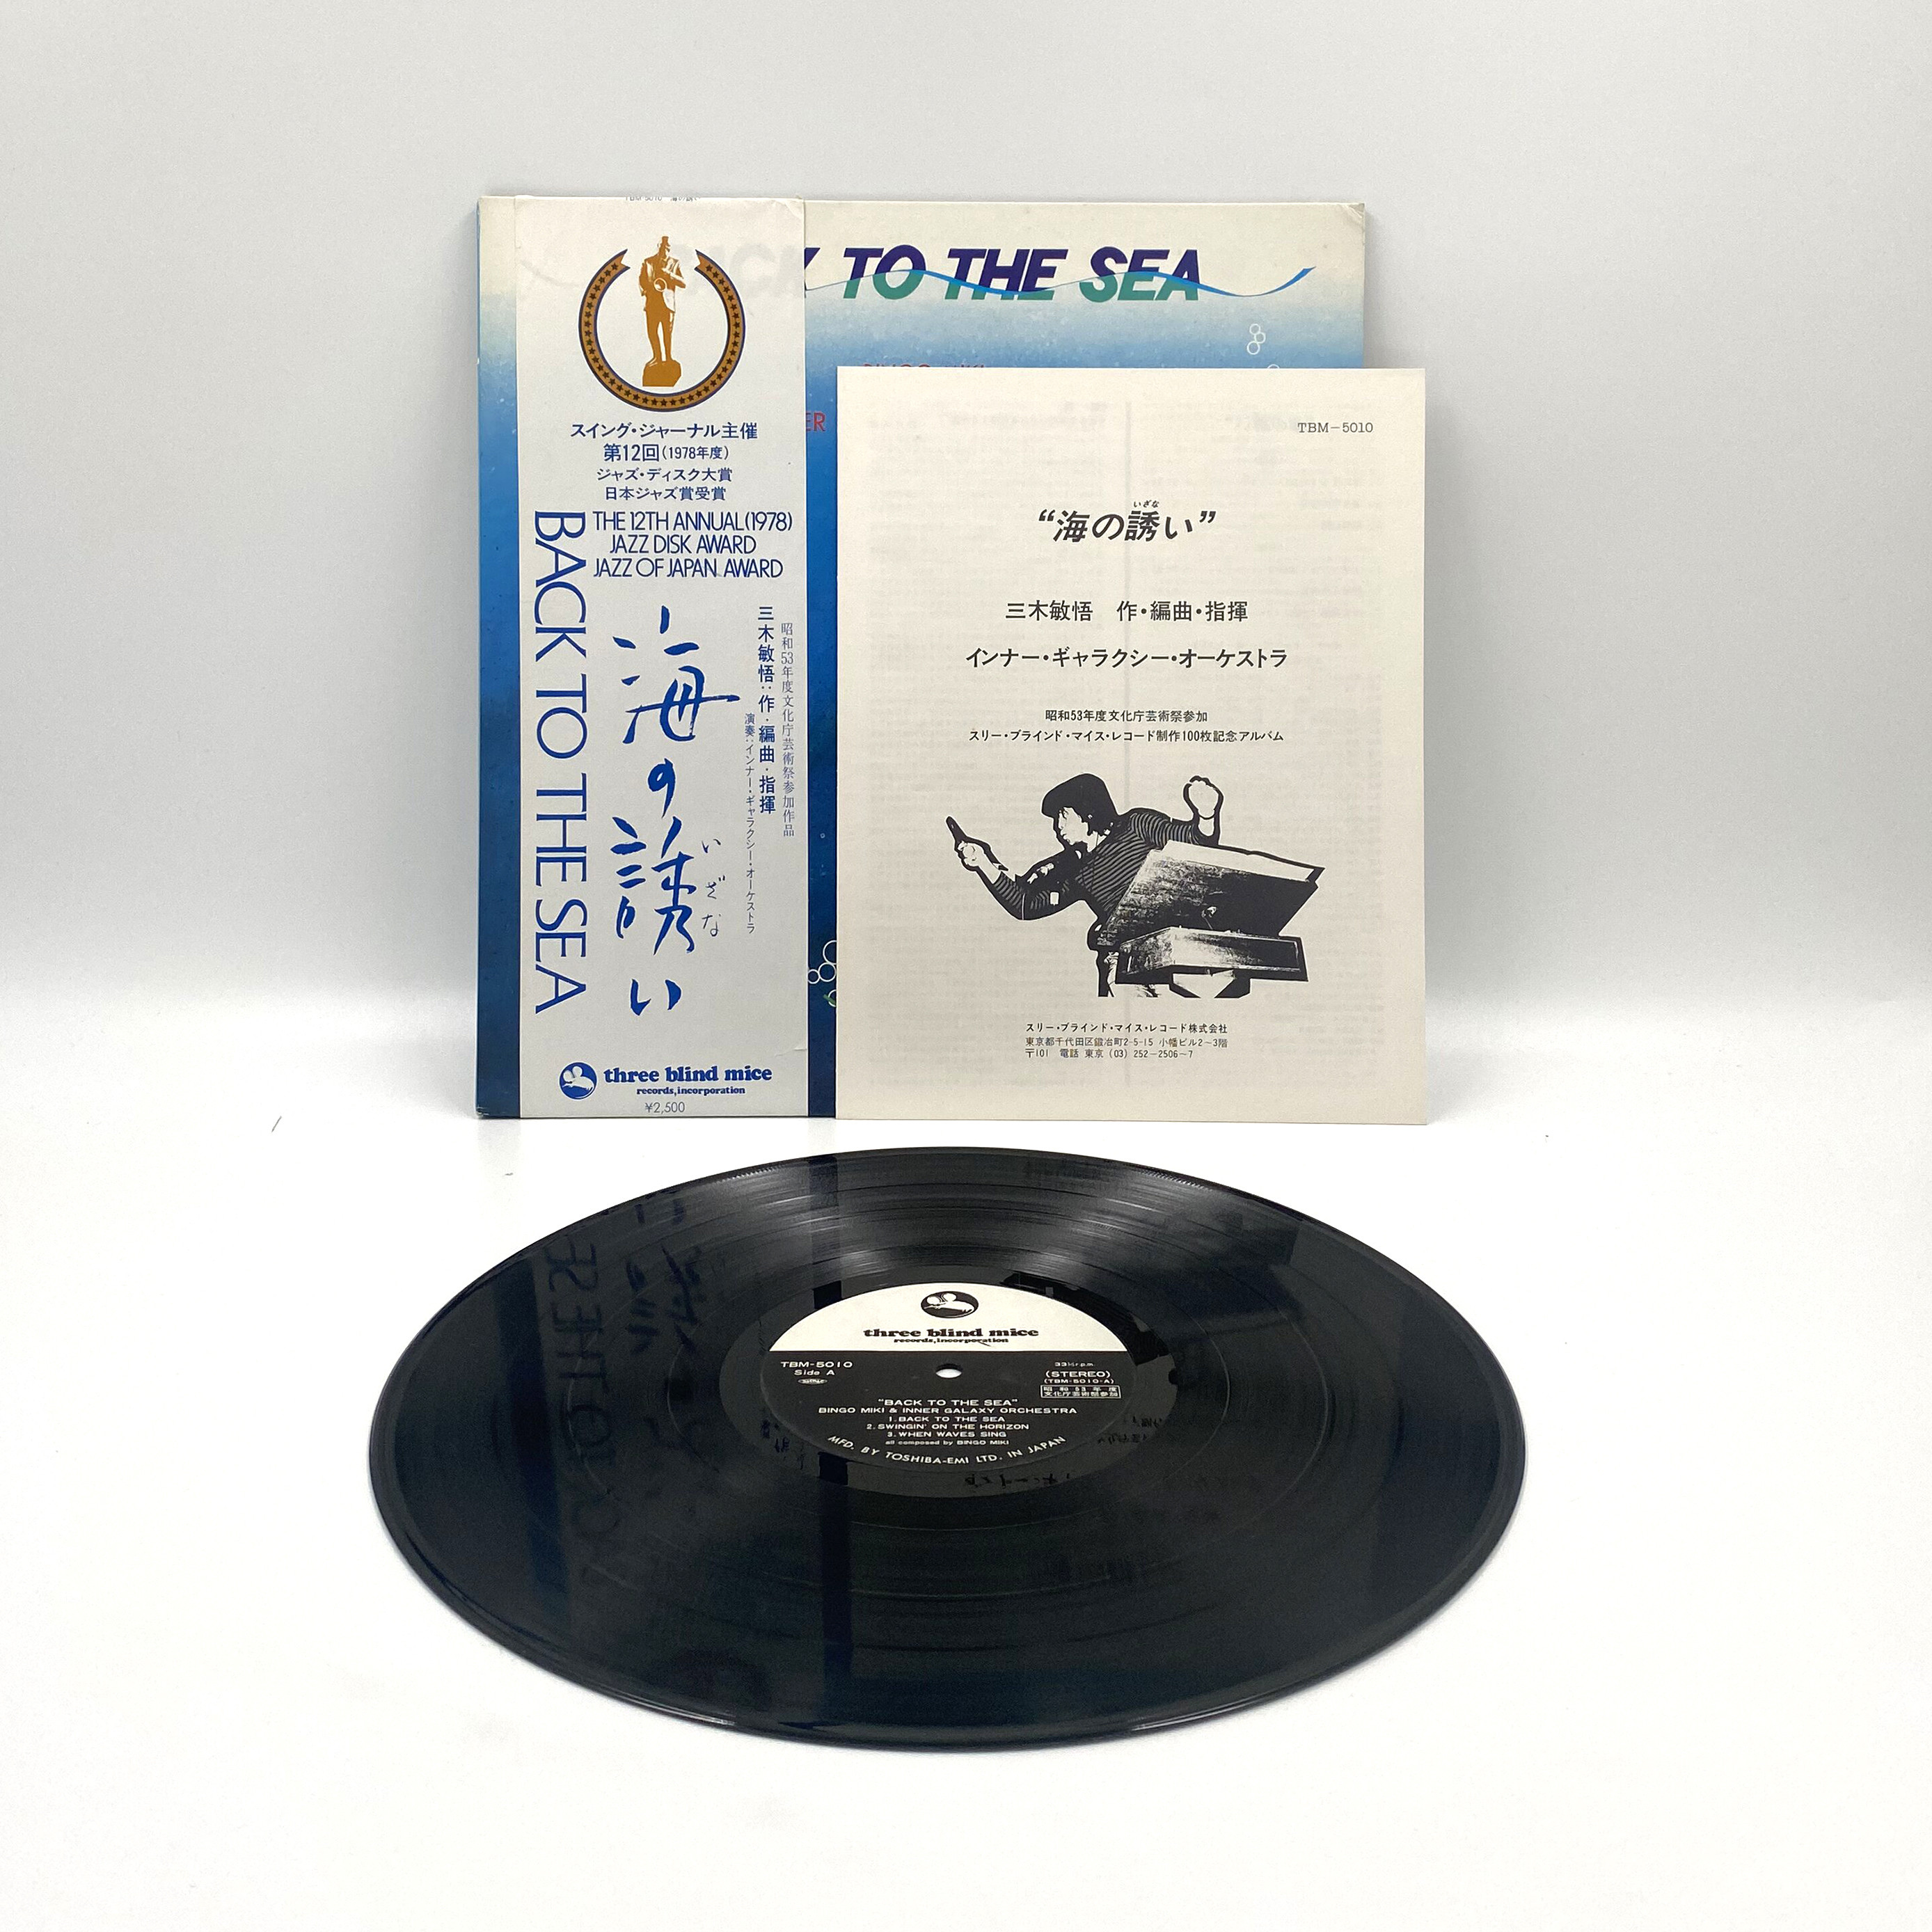 TBM-5010 海の誘い
BACK TO THE SEA
BINGO MIKI
ER
スイング・ジャーナル主催
第12回(1978年度)
ジャズ・ディスク大賞
日本ジャズ賞受賞
THE 12TH ANNUAL(1978)
JAZZ DISK AWARD
JAZZ OF JAPAN AWARD
BACK TO THE SEA
昭和53年度文化庁芸術祭参加作品
三木敏悟:作・編曲・指揮
演奏:インナー・ギャラクシー・オーケストラ
海の誘い
いざな
three blind mice
records, incorporation
¥2,500
TBM-5010
いざな
“海の誘い”
三木敏悟 作・編曲・指揮
インナー・ギャラクシー・オーケストラ
昭和53年度文化庁芸術祭参加
スリー・ブラインド・マイス・レコード制作100枚記念アルバム
スリー・ブラインド・マイス・レコード株式会社
東京都千代田区鍛冶町2-5-15 小幡ビル2〜3階
〒101 電話 東京 (03) 252-2506〜7
three blind mice
records, incorporation
TBM-5010
Side A
33⅓r.p.m.
(STEREO)
(TBM-5010-A)
昭和53年度
文化庁芸術祭参加
"BACK TO THE SEA"
BINGO MIKI & INNER GALAXY ORCHESTRA
1. BACK TO THE SEA
2. SWINGIN' ON THE HORIZON
3. WHEN WAVES SING
all composed by BINGO MIKI
MFD. BY TOSHIBA-EMI LTD. IN JAPAN